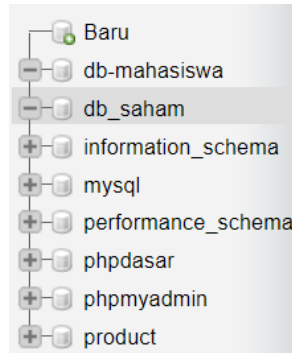 Baru
db-mahasiswa
db_saham
information_schema
mysql
performance_schema
phpdasar
phpmyadmin
product